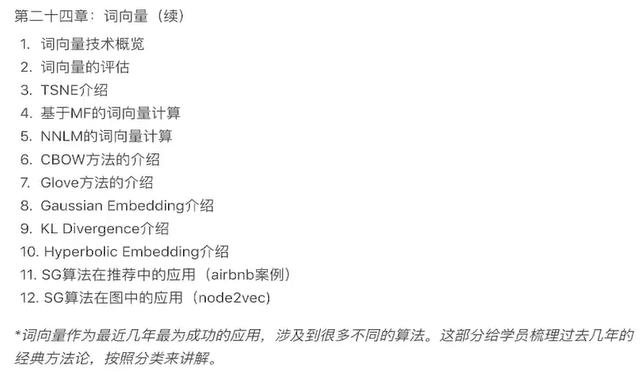 第二十四章：词向量（续）
1. 词向量技术概览
2. 词向量的评估
3. TSNE介绍
4. 基于MF的词向量计算
5. NNLM的词向量计算
6. CBOW方法的介绍
7. Glove方法的介绍
8. Gaussian Embedding介绍
9. KL Divergence介绍
10. Hyperbolic Embedding介绍
11. SG算法在推荐中的应用（airbnb案例）
12. SG算法在图中的应用（node2vec)
*词向量作为最近几年最为成功的应用，涉及到很多不同的算法。这部分给学员梳理过去几年的
经典方法论，按照分类来讲解。